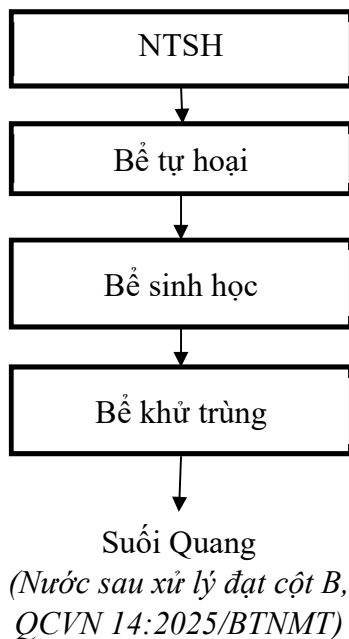 NTSH
Bể tự hoại
Bể sinh học
Bể khử trùng
Suối Quang
(Nước sau xử lý đạt cột B,
QCVN 14:2025/BTNMT)